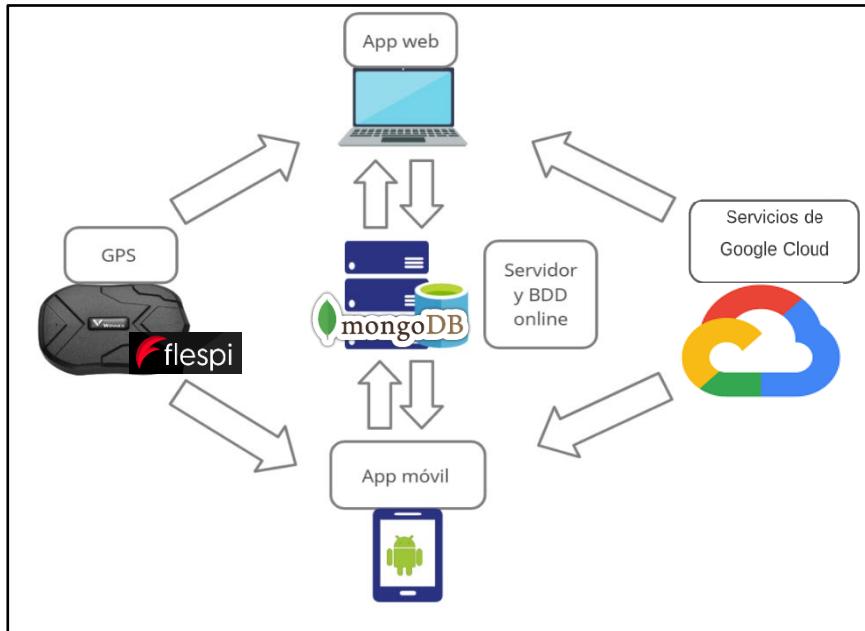 App web
GPS
Servicios de
Google Cloud
Servidor
y BDD
online
mongoDB
flespi
App móvil